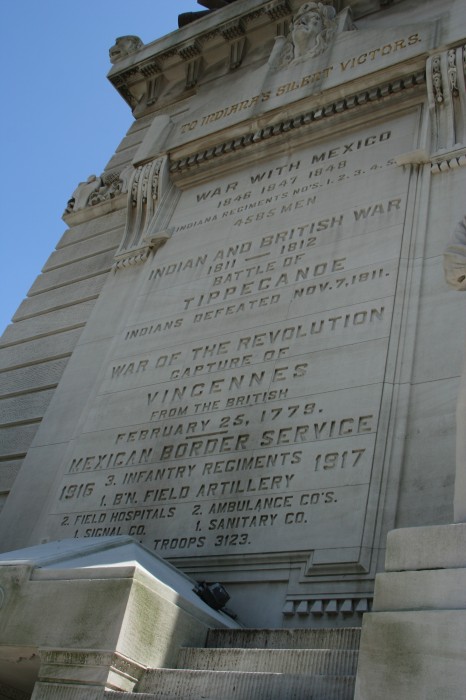 TO INDIANA'S SILENT VICTORS.
WAR WITH MEXICO
1846 1847 1848
INDIANA REGIMENTS NO'S. 1. 2. 3. 4. 5.
4585 MEN
INDIAN AND BRITISH WAR
1811 — 1812
BATTLE OF
TIPPECANOE
INDIANS DEFEATED NOV. 7, 1811.
WAR OF THE REVOLUTION
CAPTURE OF
VINCENNES
FROM THE BRITISH
FEBRUARY 25, 1779.
MEXICAN BORDER SERVICE
1916 3. INFANTRY REGIMENTS 1917
1. B'N. FIELD ARTILLERY
2. FIELD HOSPITALS 2. AMBULANCE CO'S.
1. SIGNAL CO. 1. SANITARY CO.
TROOPS 3123.